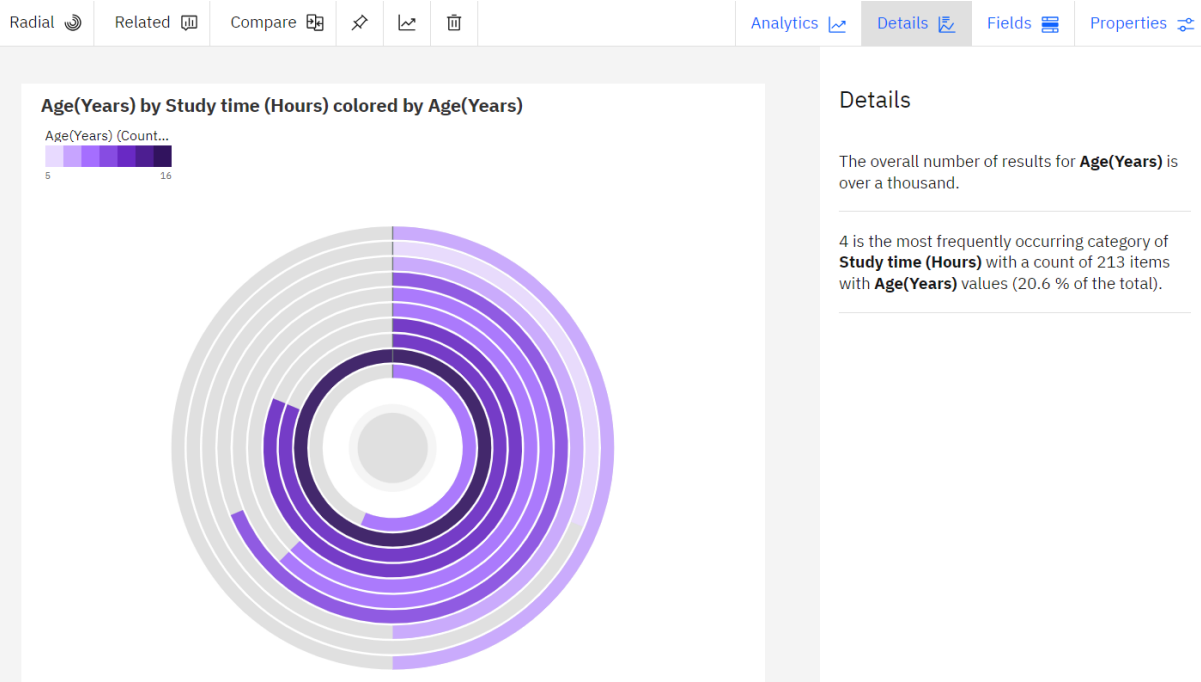 Radial Related Compare Analytics Details Fields Properties
Age(Years) by Study time (Hours) colored by Age(Years)
Age(Years) (Count...
5 16
Details
The overall number of results for Age(Years) is
over a thousand.
4 is the most frequently occurring category of
Study time (Hours) with a count of 213 items
with Age(Years) values (20.6 % of the total).